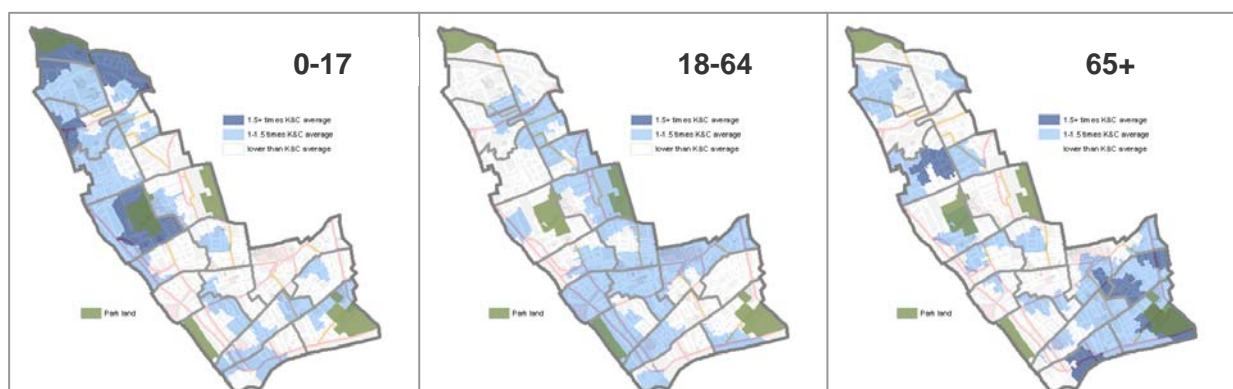 0-17
1.5+ times K&C average
1-1.5 times K&C average
lower than K&C average
Park land
18-64
1.5+ times K&C average
1-1.5 times K&C average
lower than K&C average
Park land
65+
1.5+ times K&C average
1-1.5 times K&C average
lower than K&C average
Park land